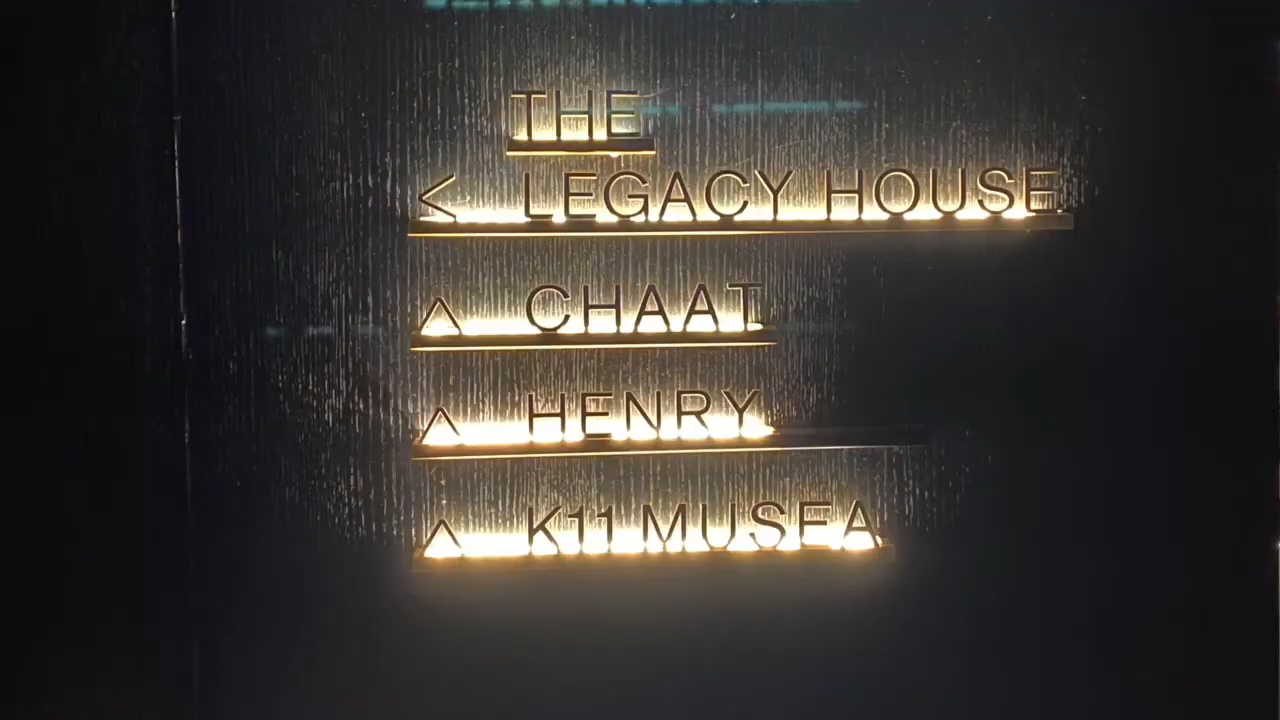 THE
< LEGACY HOUSE
^ CHAAT
^ HENRY
^ K11 MUSEA